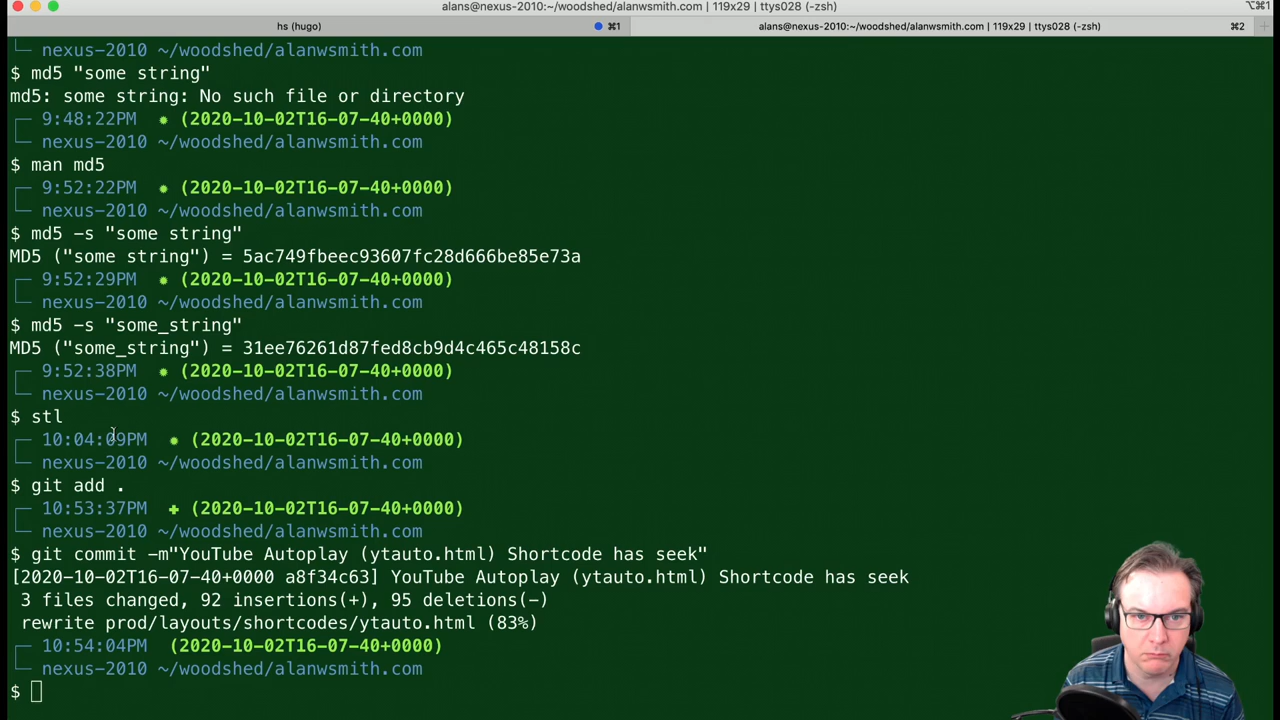 alans@nexus-2010:~/woodshed/alanwsmith.com | 119x29 | ttys028 (-zsh)
⌥⌘1
hs (hugo)
⌘1
alans@nexus-2010:~/woodshed/alanwsmith.com | 119x29 | ttys028 (-zsh)
⌘2
nexus-2010 ~/woodshed/alanwsmith.com
$ md5 "some string"
md5: some string: No such file or directory
9:48:22PM ✹ (2020-10-02T16-07-40+0000)
nexus-2010 ~/woodshed/alanwsmith.com
$ man md5
9:52:22PM ✹ (2020-10-02T16-07-40+0000)
nexus-2010 ~/woodshed/alanwsmith.com
$ md5 -s "some string"
MD5 ("some string") = 5ac749fbeec93607fc28d666be85e73a
9:52:29PM ✹ (2020-10-02T16-07-40+0000)
nexus-2010 ~/woodshed/alanwsmith.com
$ md5 -s "some_string"
MD5 ("some_string") = 31ee76261d87fed8cb9d4c465c48158c
9:52:38PM ✹ (2020-10-02T16-07-40+0000)
nexus-2010 ~/woodshed/alanwsmith.com
$ stl
10:04:09PM ✹ (2020-10-02T16-07-40+0000)
nexus-2010 ~/woodshed/alanwsmith.com
$ git add .
10:53:37PM ✚ (2020-10-02T16-07-40+0000)
nexus-2010 ~/woodshed/alanwsmith.com
$ git commit -m"YouTube Autoplay (ytauto.html) Shortcode has seek"
[2020-10-02T16-07-40+0000 a8f34c63] YouTube Autoplay (ytauto.html) Shortcode has seek
3 files changed, 92 insertions(+), 95 deletions(-)
rewrite prod/layouts/shortcodes/ytauto.html (83%)
10:54:04PM (2020-10-02T16-07-40+0000)
nexus-2010 ~/woodshed/alanwsmith.com
$